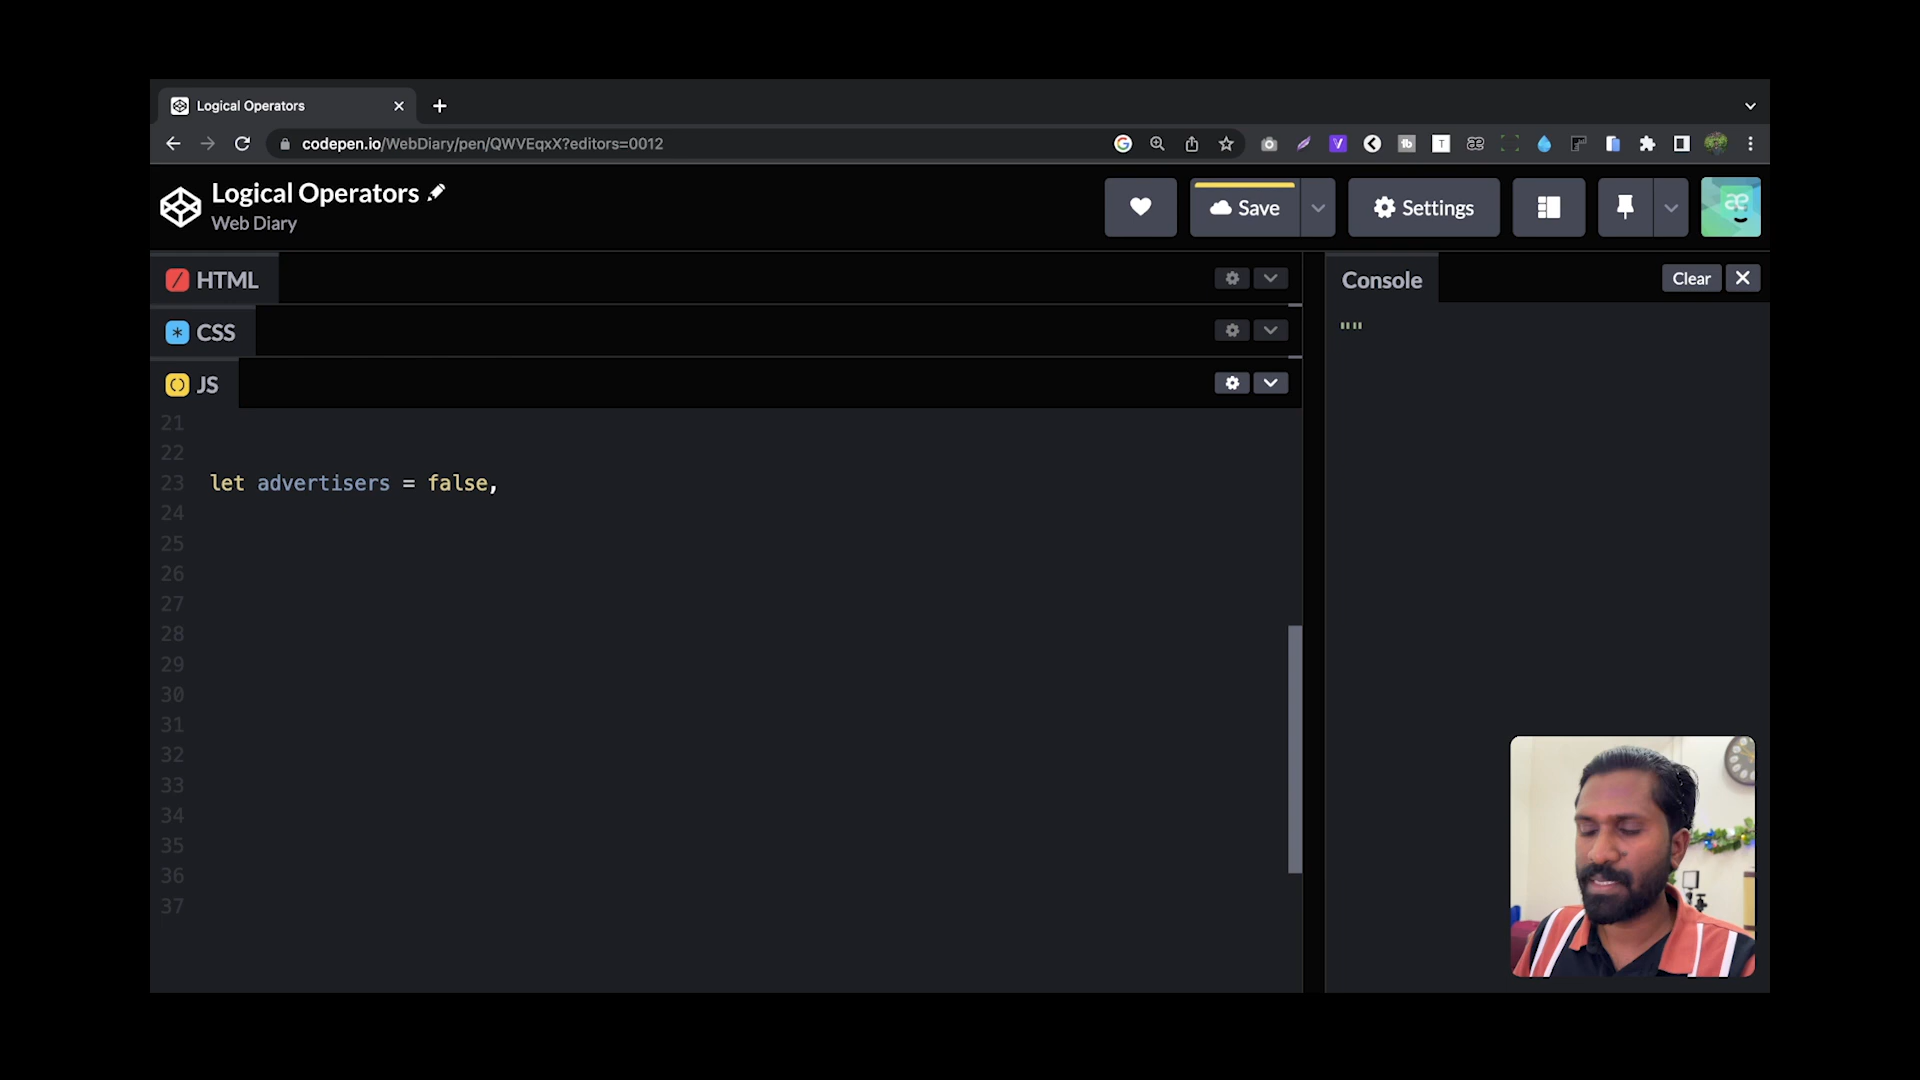 Logical Operators
codepen.io/WebDiary/pen/QWVEqxX?editors=0012
Logical Operators
Web Diary
Save
Settings
HTML
CSS
JS
Console
Clear
""
21
22
23 let advertisers = false,
24
25
26
27
28
29
30
31
32
33
34
35
36
37